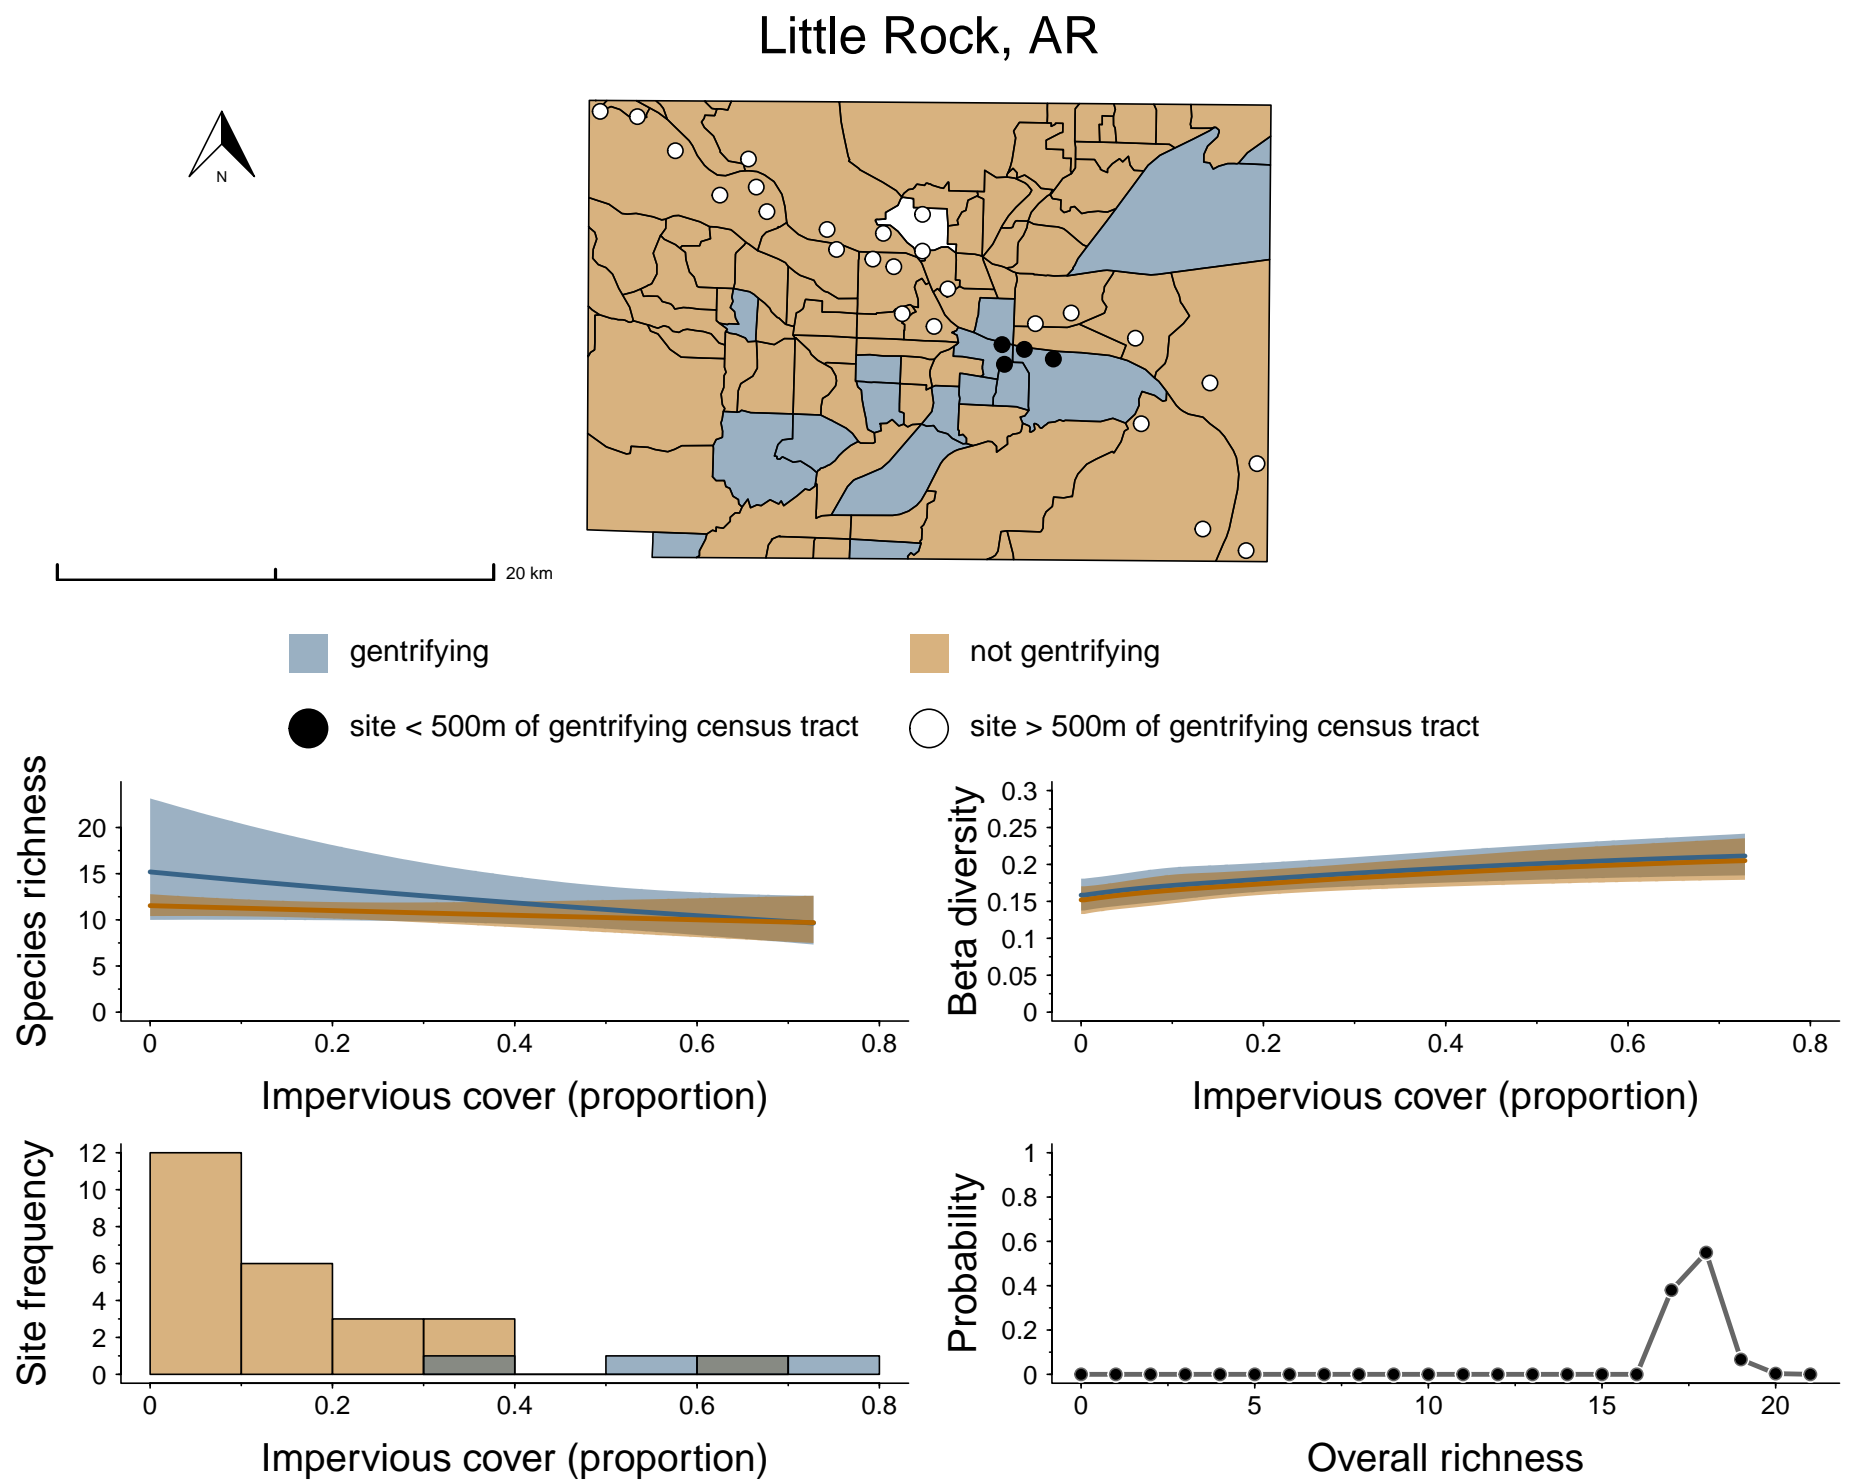 Little Rock, AR
N
20 km
gentrifying
not gentrifying
site < 500m of gentrifying census tract
site > 500m of gentrifying census tract
Species richness
20
15
10
5
0
0 0.2 0.4 0.6 0.8
Impervious cover (proportion)
Beta diversity
0.3
0.25
0.2
0.15
0.1
0.05
0
0 0.2 0.4 0.6 0.8
Impervious cover (proportion)
Site frequency
12
10
8
6
4
2
0
0 0.2 0.4 0.6 0.8
Impervious cover (proportion)
Probability
1
0.8
0.6
0.4
0.2
0
0 5 10 15 20
Overall richness